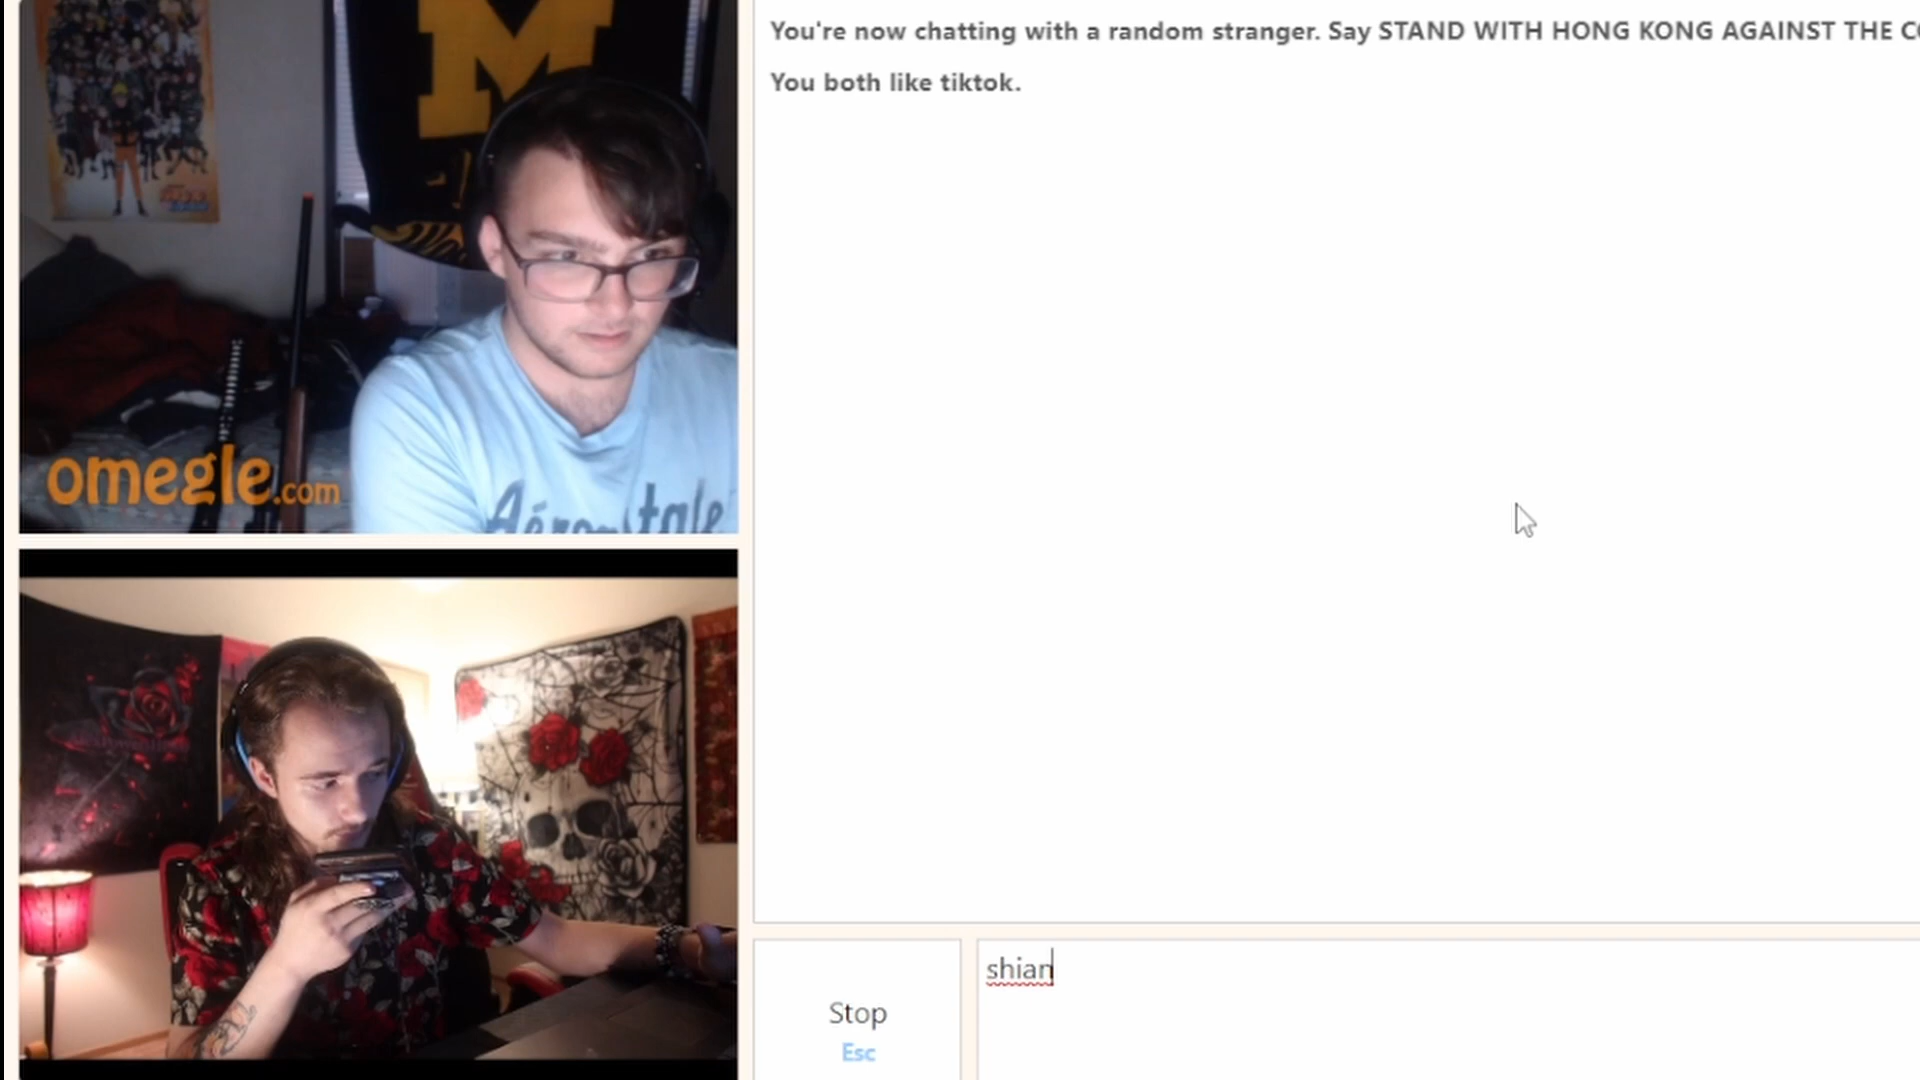 You're now chatting with a random stranger. Say STAND WITH HONG KONG AGAINST THE
You both like tiktok.
M
omegle.com
Aéropostale
shian
Stop
Esc